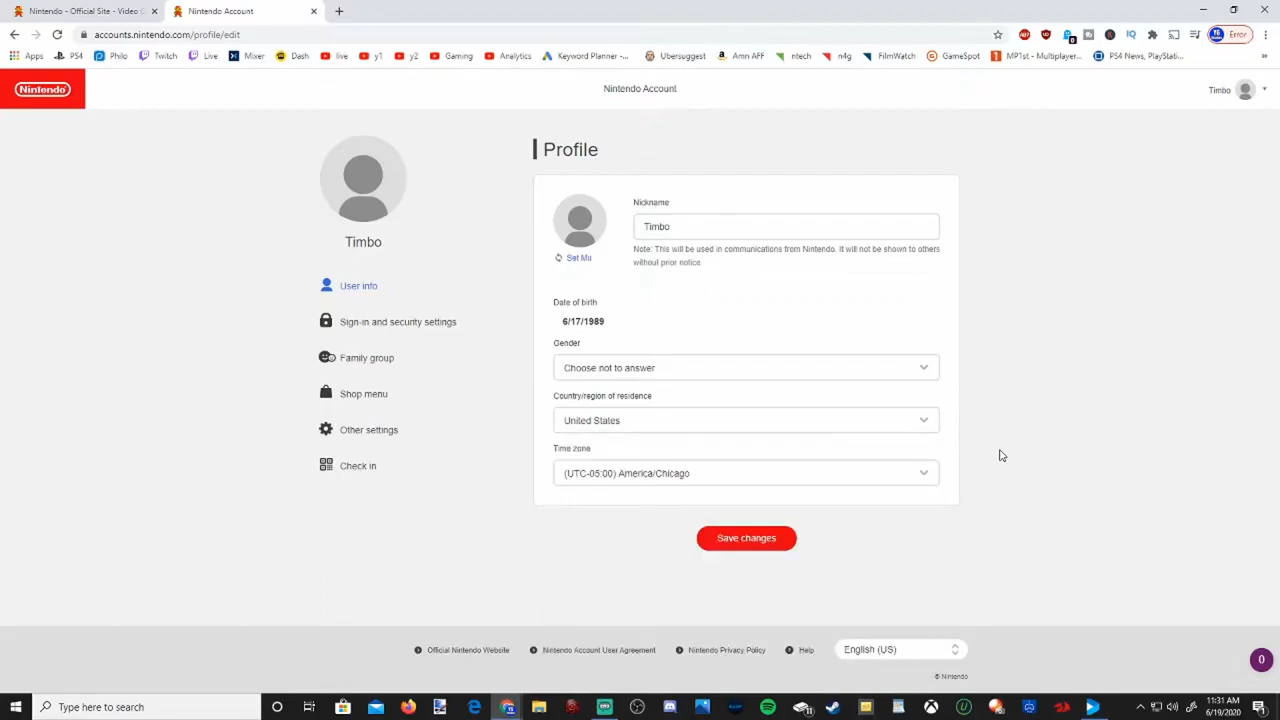 Nintendo - Official Site - Video G
Nintendo Account
accounts.nintendo.com/profile/edit
Error
Apps
PS4
Philo
Twitch
Live
Mixer
Dash
live
y1
y2
Gaming
Analytics
Keyword Planner -...
Ubersuggest
Amn AFF
ntech
n4g
FilmWatch
GameSpot
MP1st - Multiplayer...
PS4 News, PlayStati...
Nintendo
Nintendo Account
Timbo
Timbo
User info
Sign-in and security settings
Family group
Shop menu
Other settings
Check in
Profile
Set Mii
Nickname
Timbo
Note: This will be used in communications from Nintendo. It will not be shown to others
without prior notice
Date of birth
6/17/1989
Gender
Choose not to answer
Country/region of residence
United States
Time zone
(UTC-05:00) America/Chicago
Save changes
Official Nintendo Website
Nintendo Account User Agreement
Nintendo Privacy Policy
Help
English (US)
© Nintendo
0
Type here to search
11:31 AM
6/19/2020